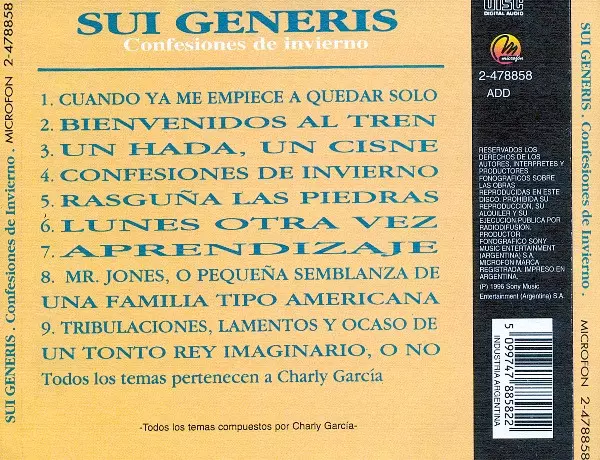 SUI GENERIS . Confesiones de Invierno . MICROFON 2-478858
SUI GENERIS
Confesiones de invierno
1. CUANDO YA ME EMPIECE A QUEDAR SOLO
2. BIENVENIDOS AL TREN
3. UN HADA, UN CISNE
4. CONFESIONES DE INVIERNO
5. RASGUÑA LAS PIEDRAS
6. LUNES OTRA VEZ
7. APRENDIZAJE
8. MR. JONES, O PEQUEÑA SEMBLANZA DE
UNA FAMILIA TIPO AMERICANA
9. TRIBULACIONES, LAMENTOS Y OCASO DE
UN TONTO REY IMAGINARIO, O NO
Todos los temas pertenecen a Charly García
-Todos los temas compuestos por Charly García-
DISC
DIGITAL AUDIO
m
microfón
2-478858
ADD
RESERVADOS LOS
DERECHOS DE LOS
AUTORES, INTERPRETES Y
PRODUCTORES
FONOGRAFICOS SOBRE
LAS OBRAS
REPRODUCIDAS EN ESTE
DISCO, PROHIBIDA SU
REPRODUCCION, SU
ALQUILER Y SU
EJECUCION PUBLICA POR
RADIODIFUSION.
PRODUCTOR
FONOGRAFICO SONY
MUSIC ENTERTAINMENT
(ARGENTINA) S.A.
MICROFON MARCA
REGISTRADA. IMPRESO EN
ARGENTINA.
(P) 1996 Sony Music
Entertainment (Argentina) S.A.
5 099747 885822
INDUSTRIA ARGENTINA
SUI GENERIS . Confesiones de Invierno .
MICROFON 2-478858